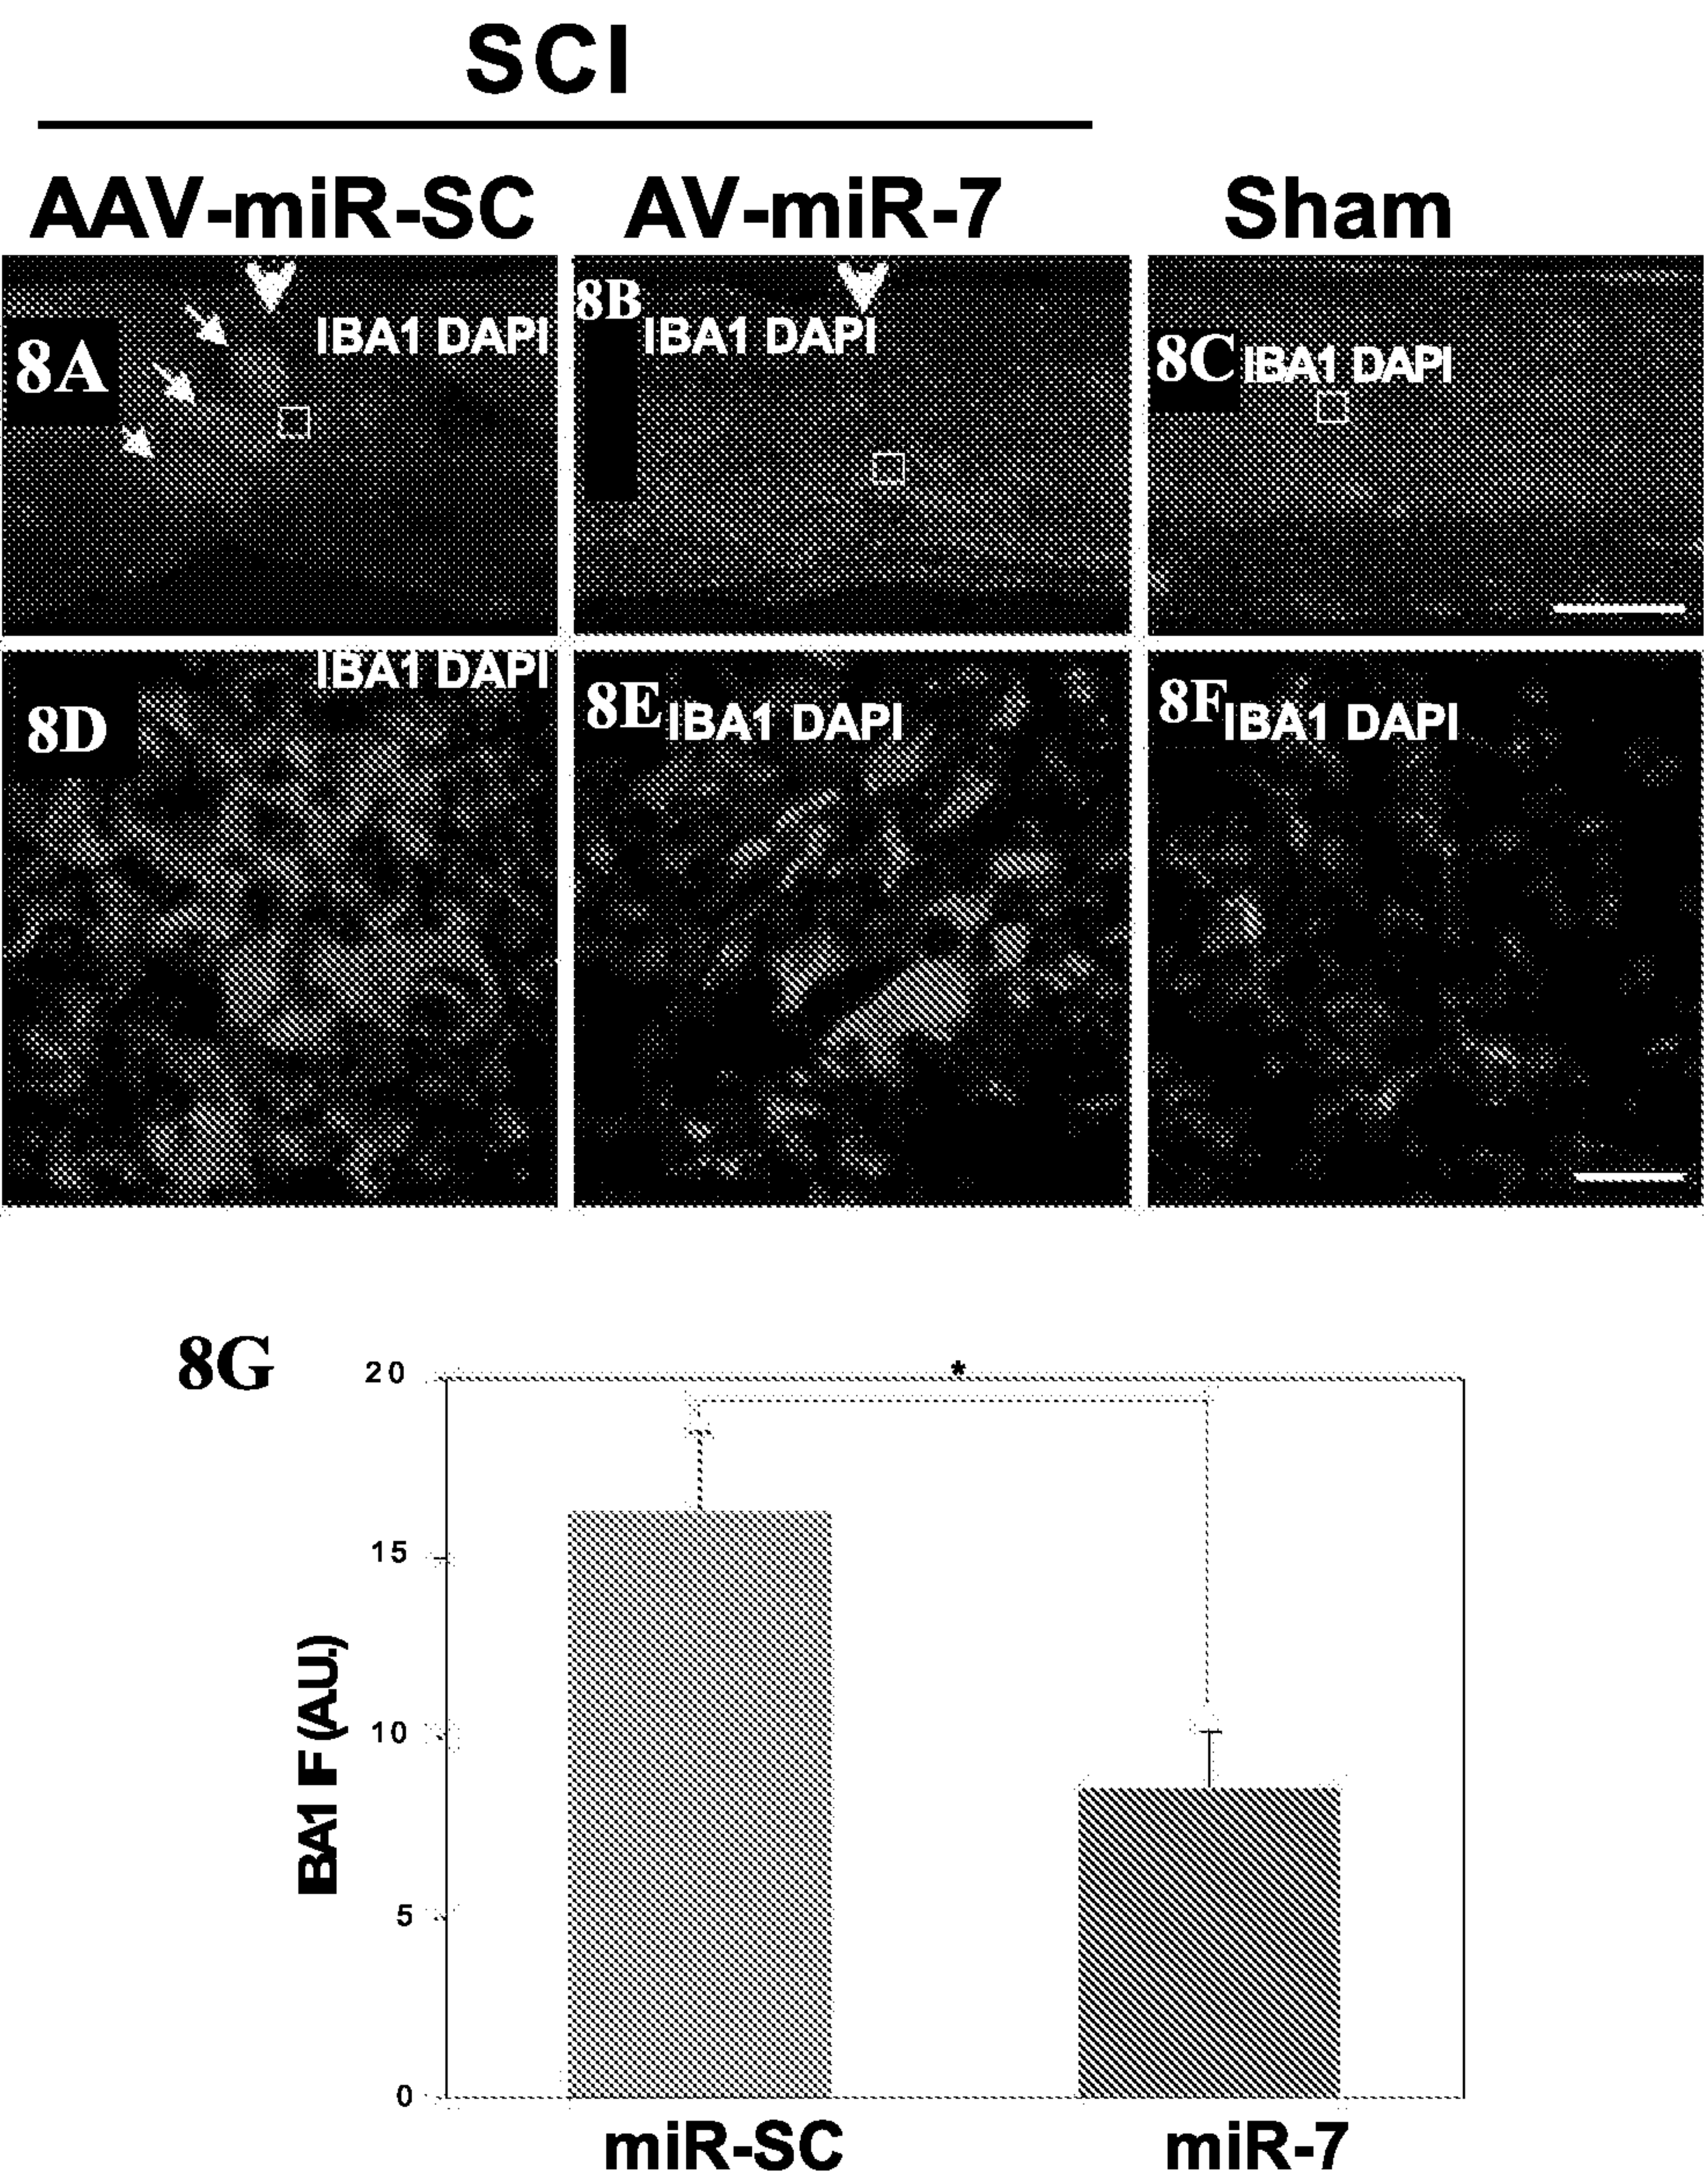 SCI
AAV-miR-SC AV-miR-7 Sham
8A IBA1 DAPI
8B IBA1 DAPI
8C IBA1 DAPI
8D IBA1 DAPI
8E IBA1 DAPI
8F IBA1 DAPI
8G
*
20
15
10
5
0
BA1 F (A.U.)
miR-SC miR-7